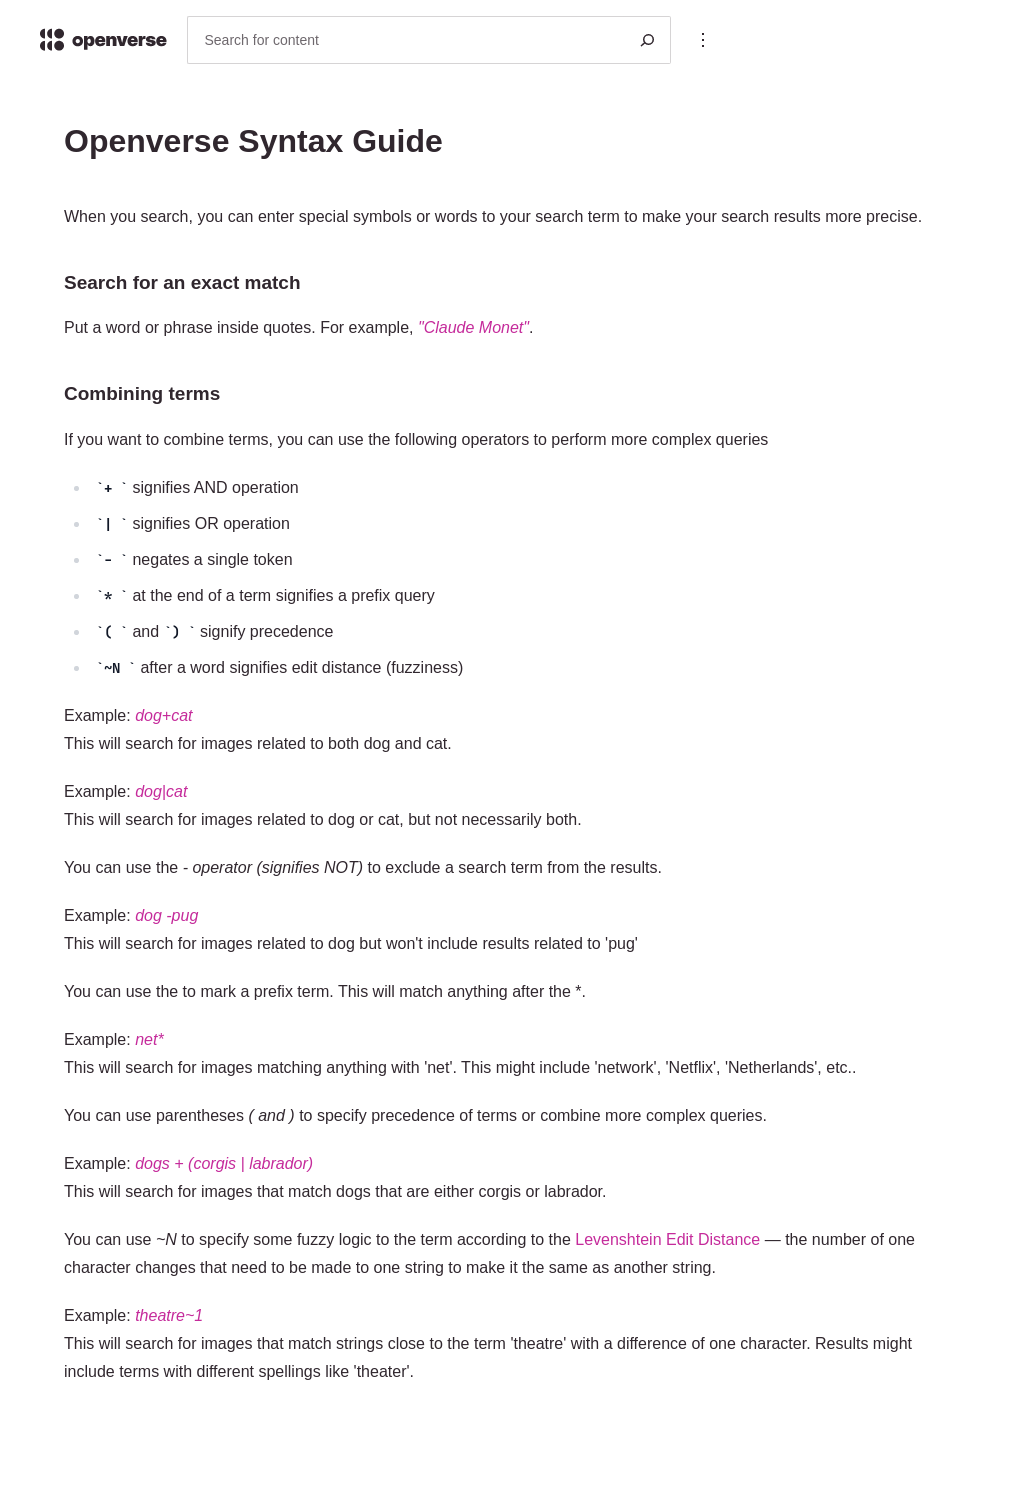 openverse
Search for content
Openverse Syntax Guide
When you search, you can enter special symbols or words to your search term to make your search results more precise.
Search for an exact match
Put a word or phrase inside quotes. For example, "Claude Monet".
Combining terms
If you want to combine terms, you can use the following operators to perform more complex queries
`+ ` signifies AND operation
`| ` signifies OR operation
`- ` negates a single token
`* ` at the end of a term signifies a prefix query
`( ` and `) ` signify precedence
`~N ` after a word signifies edit distance (fuzziness)
Example: dog+cat
This will search for images related to both dog and cat.
Example: dog|cat
This will search for images related to dog or cat, but not necessarily both.
You can use the - operator (signifies NOT) to exclude a search term from the results.
Example: dog -pug
This will search for images related to dog but won't include results related to 'pug'
You can use the to mark a prefix term. This will match anything after the *.
Example: net*
This will search for images matching anything with 'net'. This might include 'network', 'Netflix', 'Netherlands', etc..
You can use parentheses ( and ) to specify precedence of terms or combine more complex queries.
Example: dogs + (corgis | labrador)
This will search for images that match dogs that are either corgis or labrador.
You can use ~N to specify some fuzzy logic to the term according to the Levenshtein Edit Distance — the number of one
character changes that need to be made to one string to make it the same as another string.
Example: theatre~1
This will search for images that match strings close to the term 'theatre' with a difference of one character. Results might
include terms with different spellings like 'theater'.